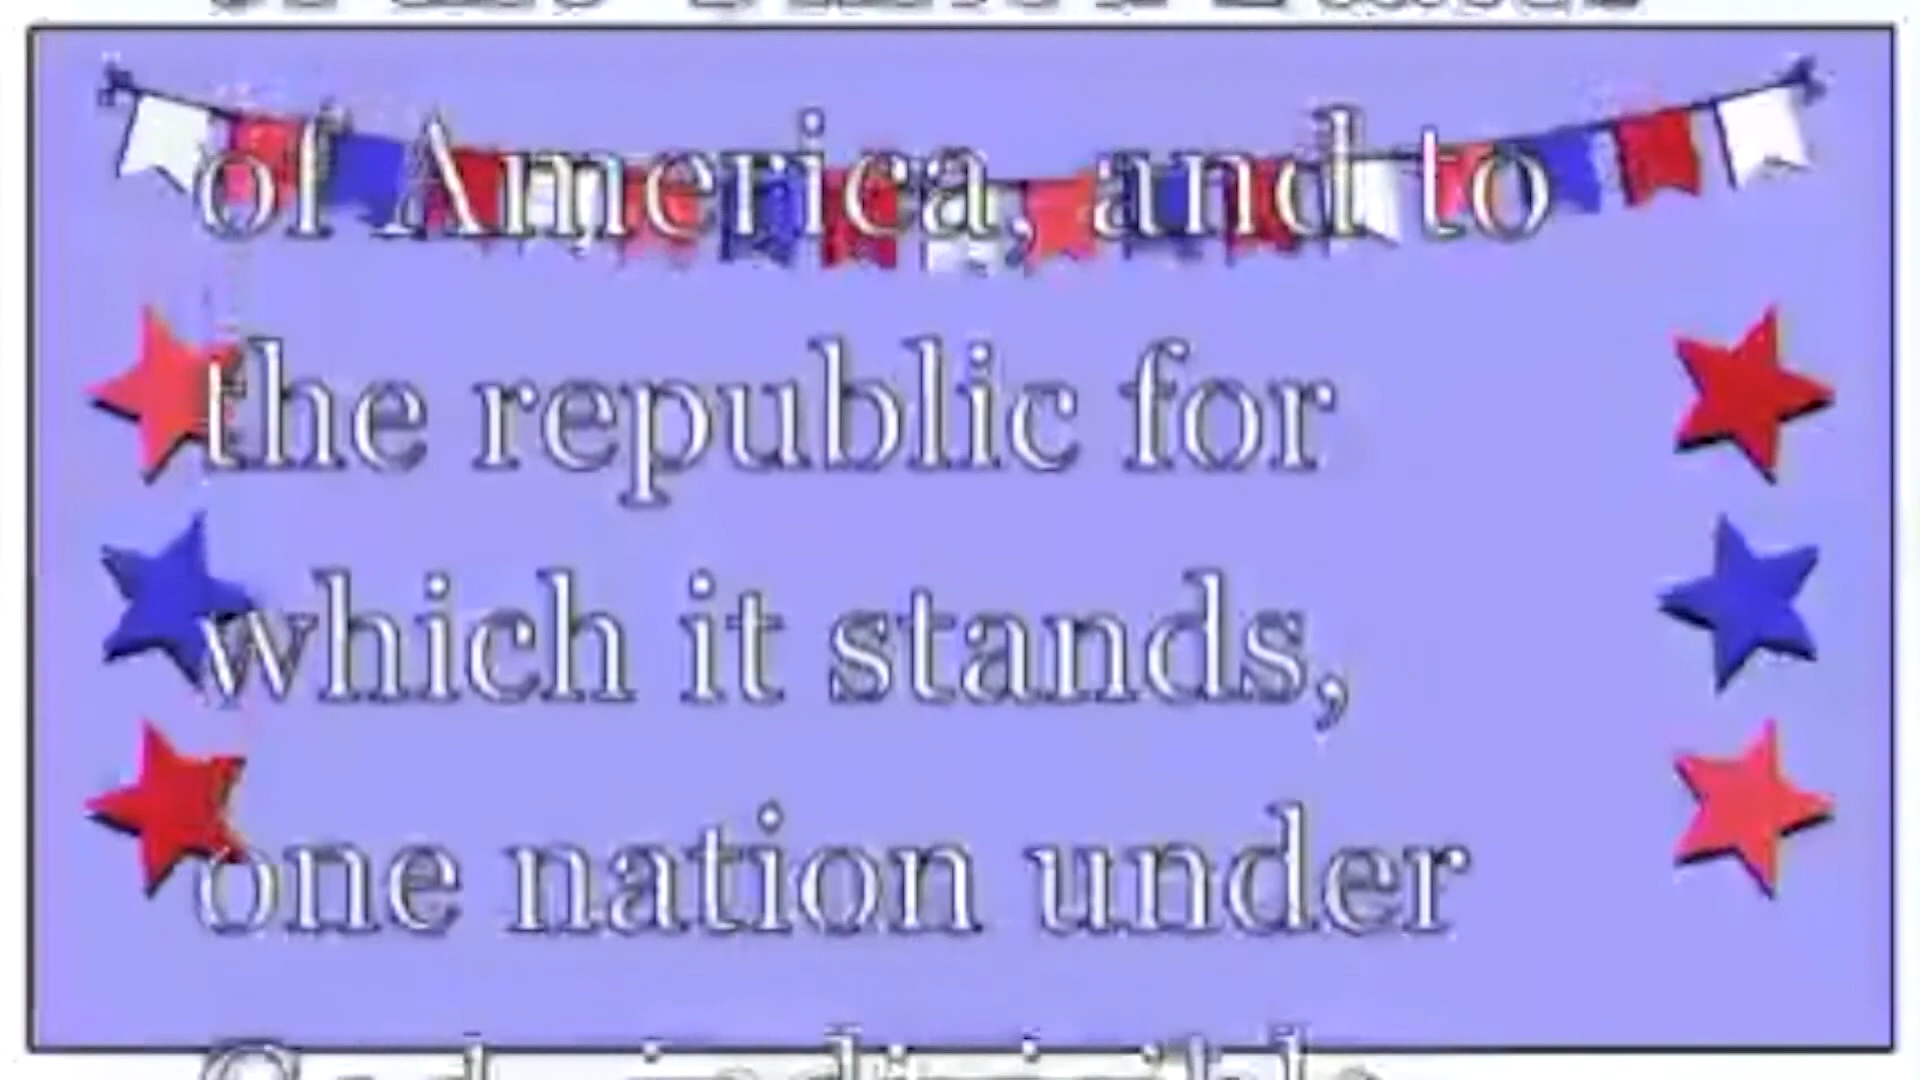 of America, and to
the republic for
which it stands,
one nation under